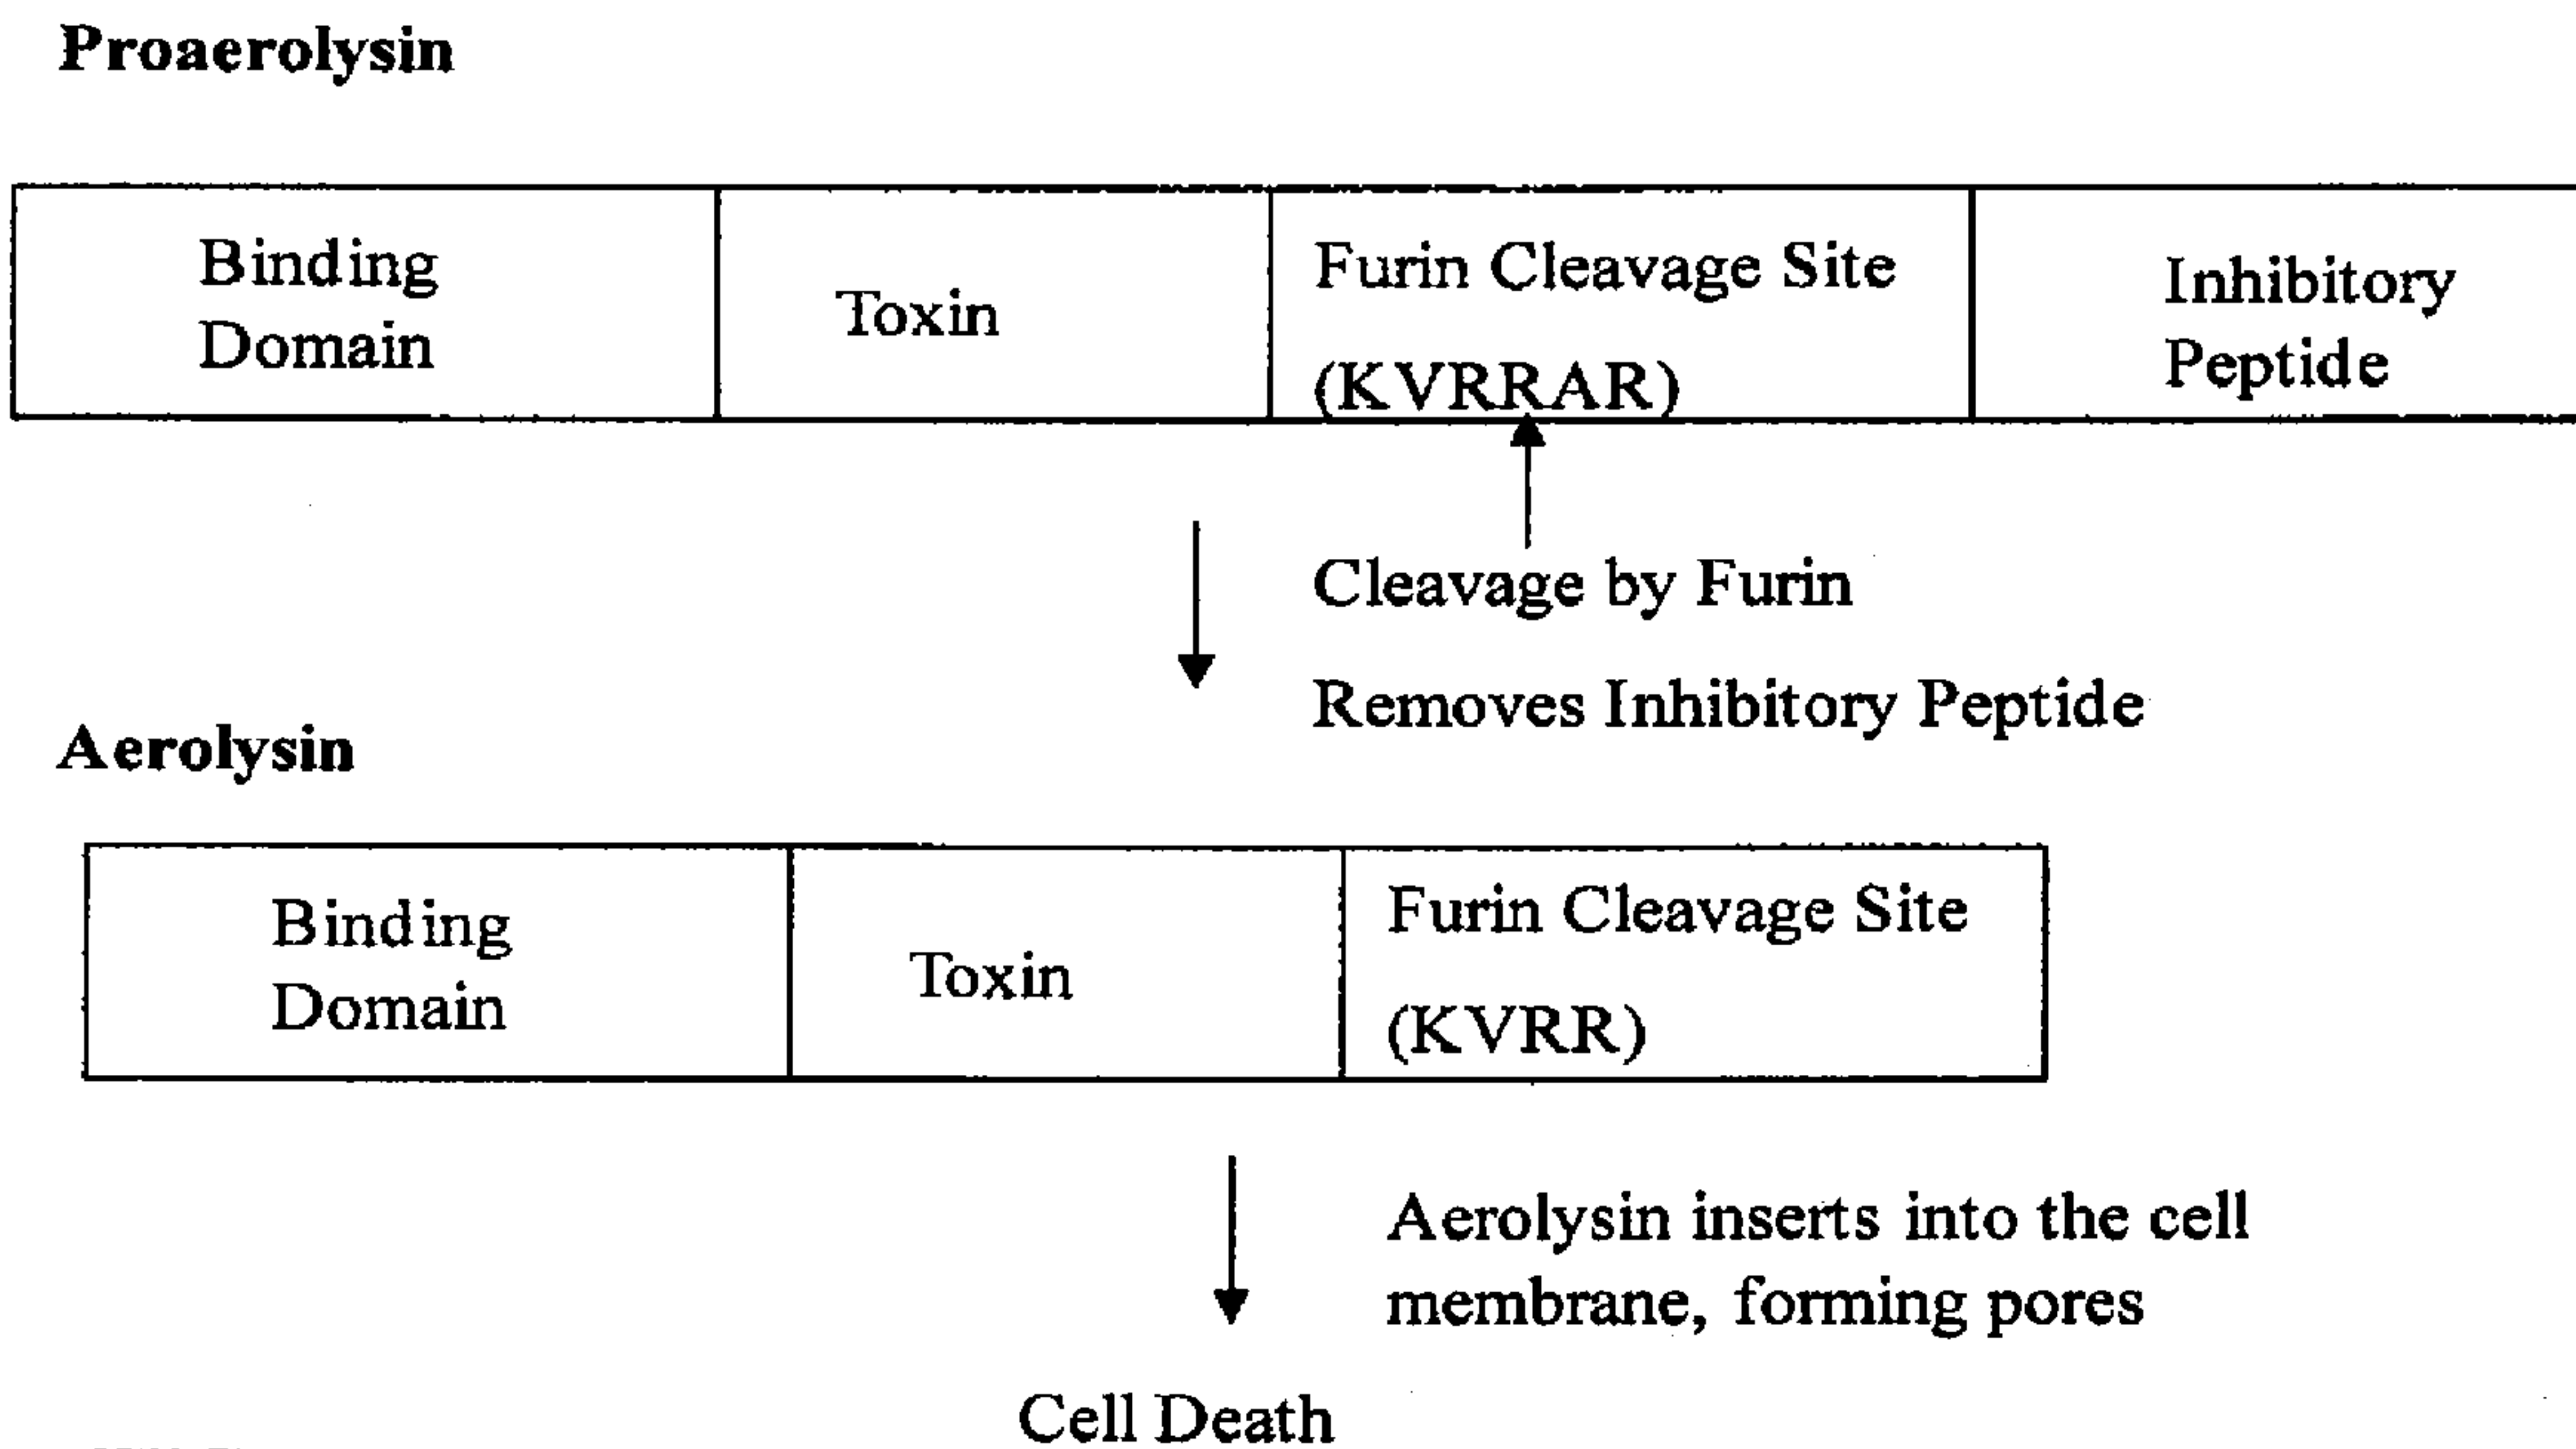 Proaerolysin
Binding
Domain
Toxin
Furin Cleavage Site
(KVRRAR)
Inhibitory
Peptide
Cleavage by Furin
Removes Inhibitory Peptide
Aerolysin
Binding
Domain
Toxin
Furin Cleavage Site
(KVRR)
Aerolysin inserts into the cell
membrane, forming pores
Cell Death